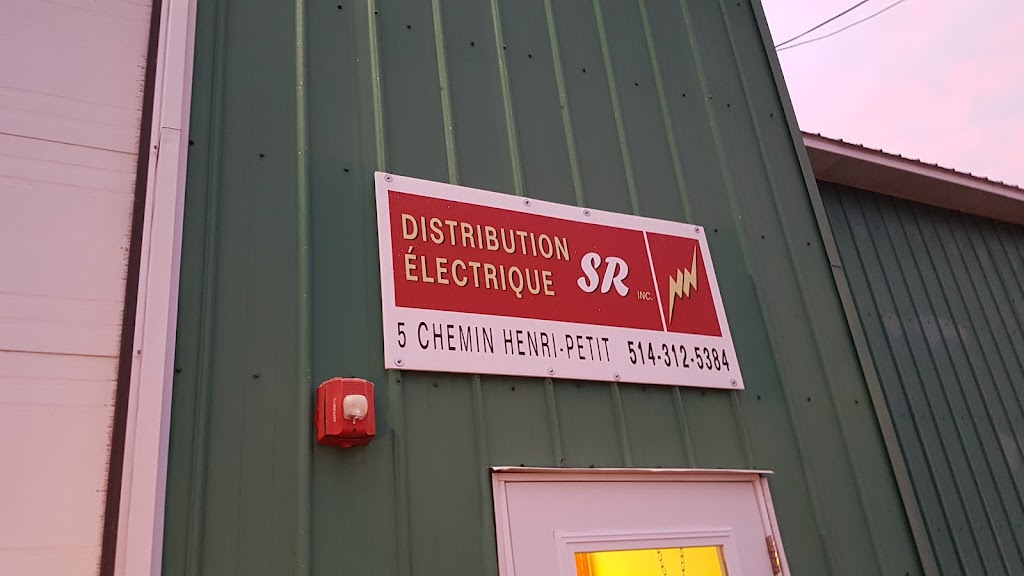 DISTRIBUTION
ÉLECTRIQUE SR INC.
5 CHEMIN HENRI-PETIT 514-312-5384